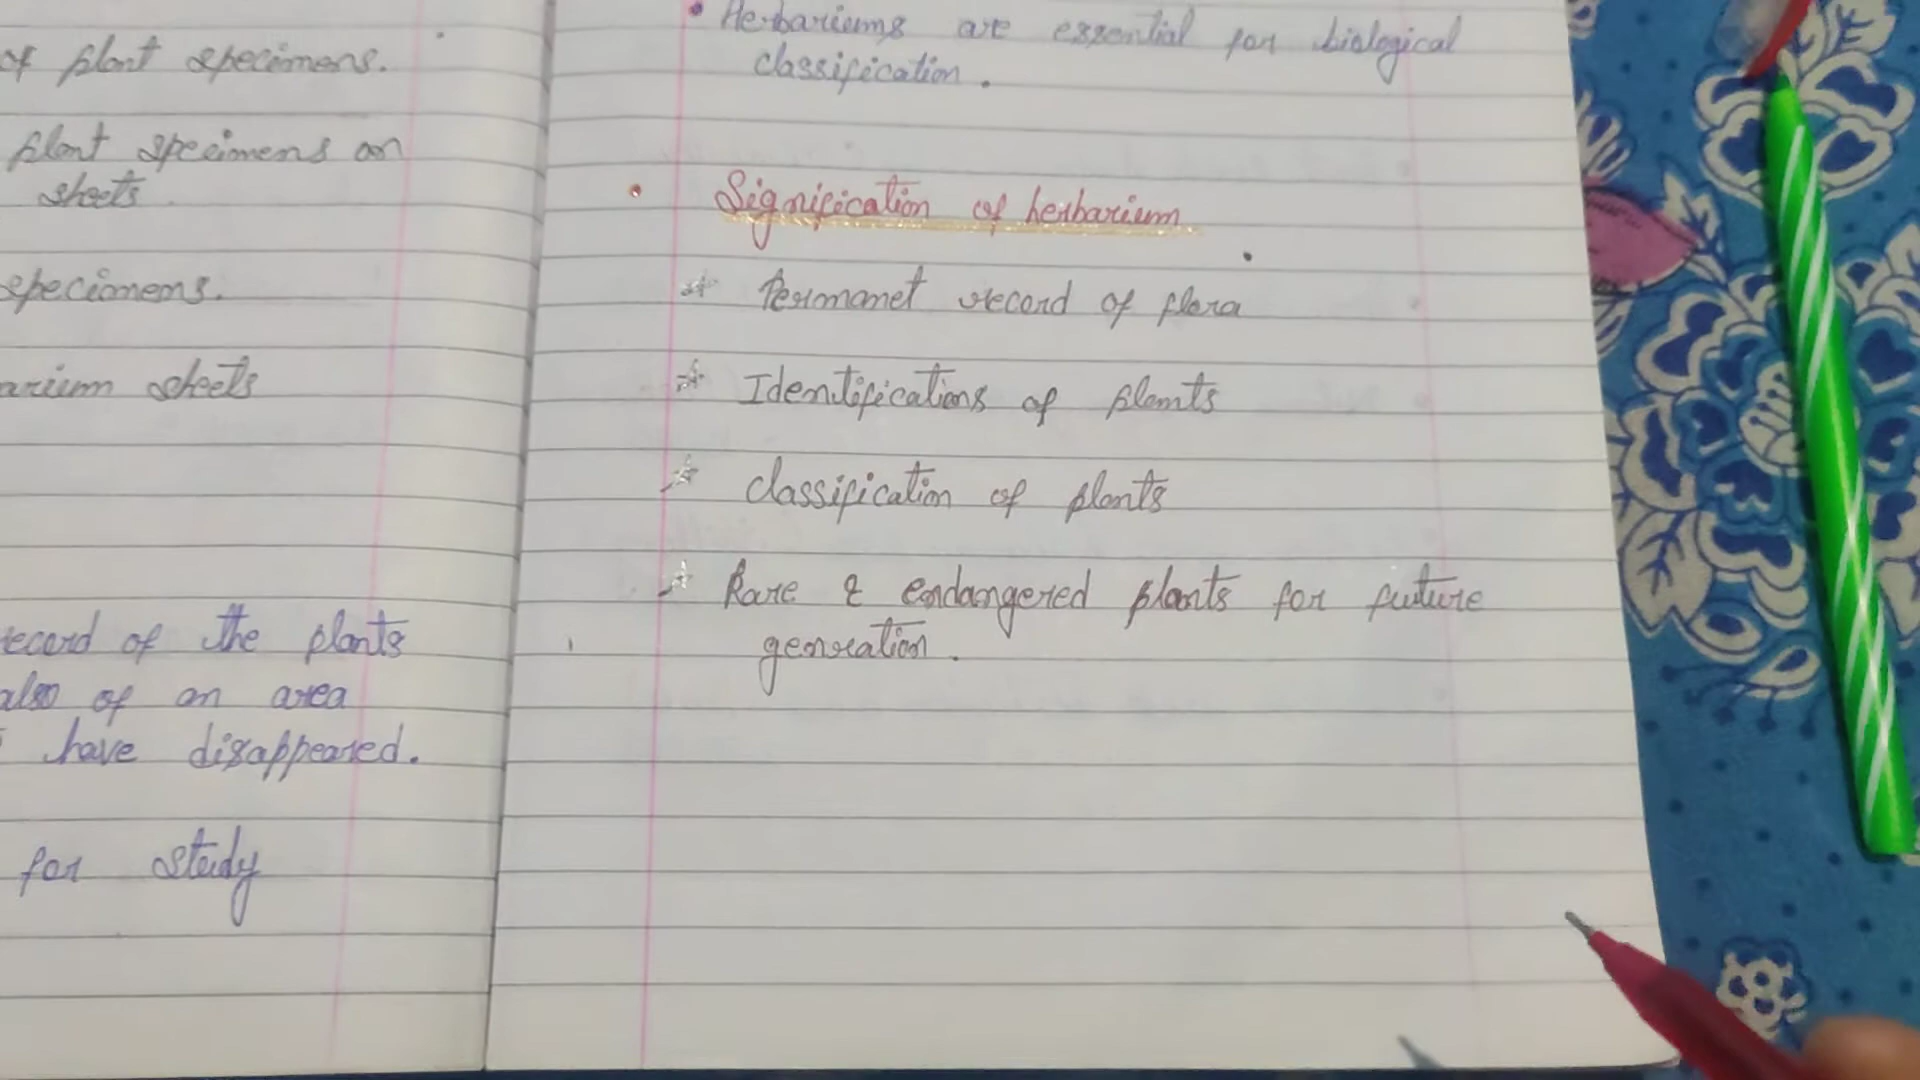 of plant specimens.
plant specimens on
sheets.
specimens.
arium sheets
record of the plants
also of an area
have disappeared.
for study
• Herbariums are essential for biological
classification.
• Signification of herbarium
Permanet record of flora
Identifications of plants
classification of plants
Rare & endangered plants for future
generation.